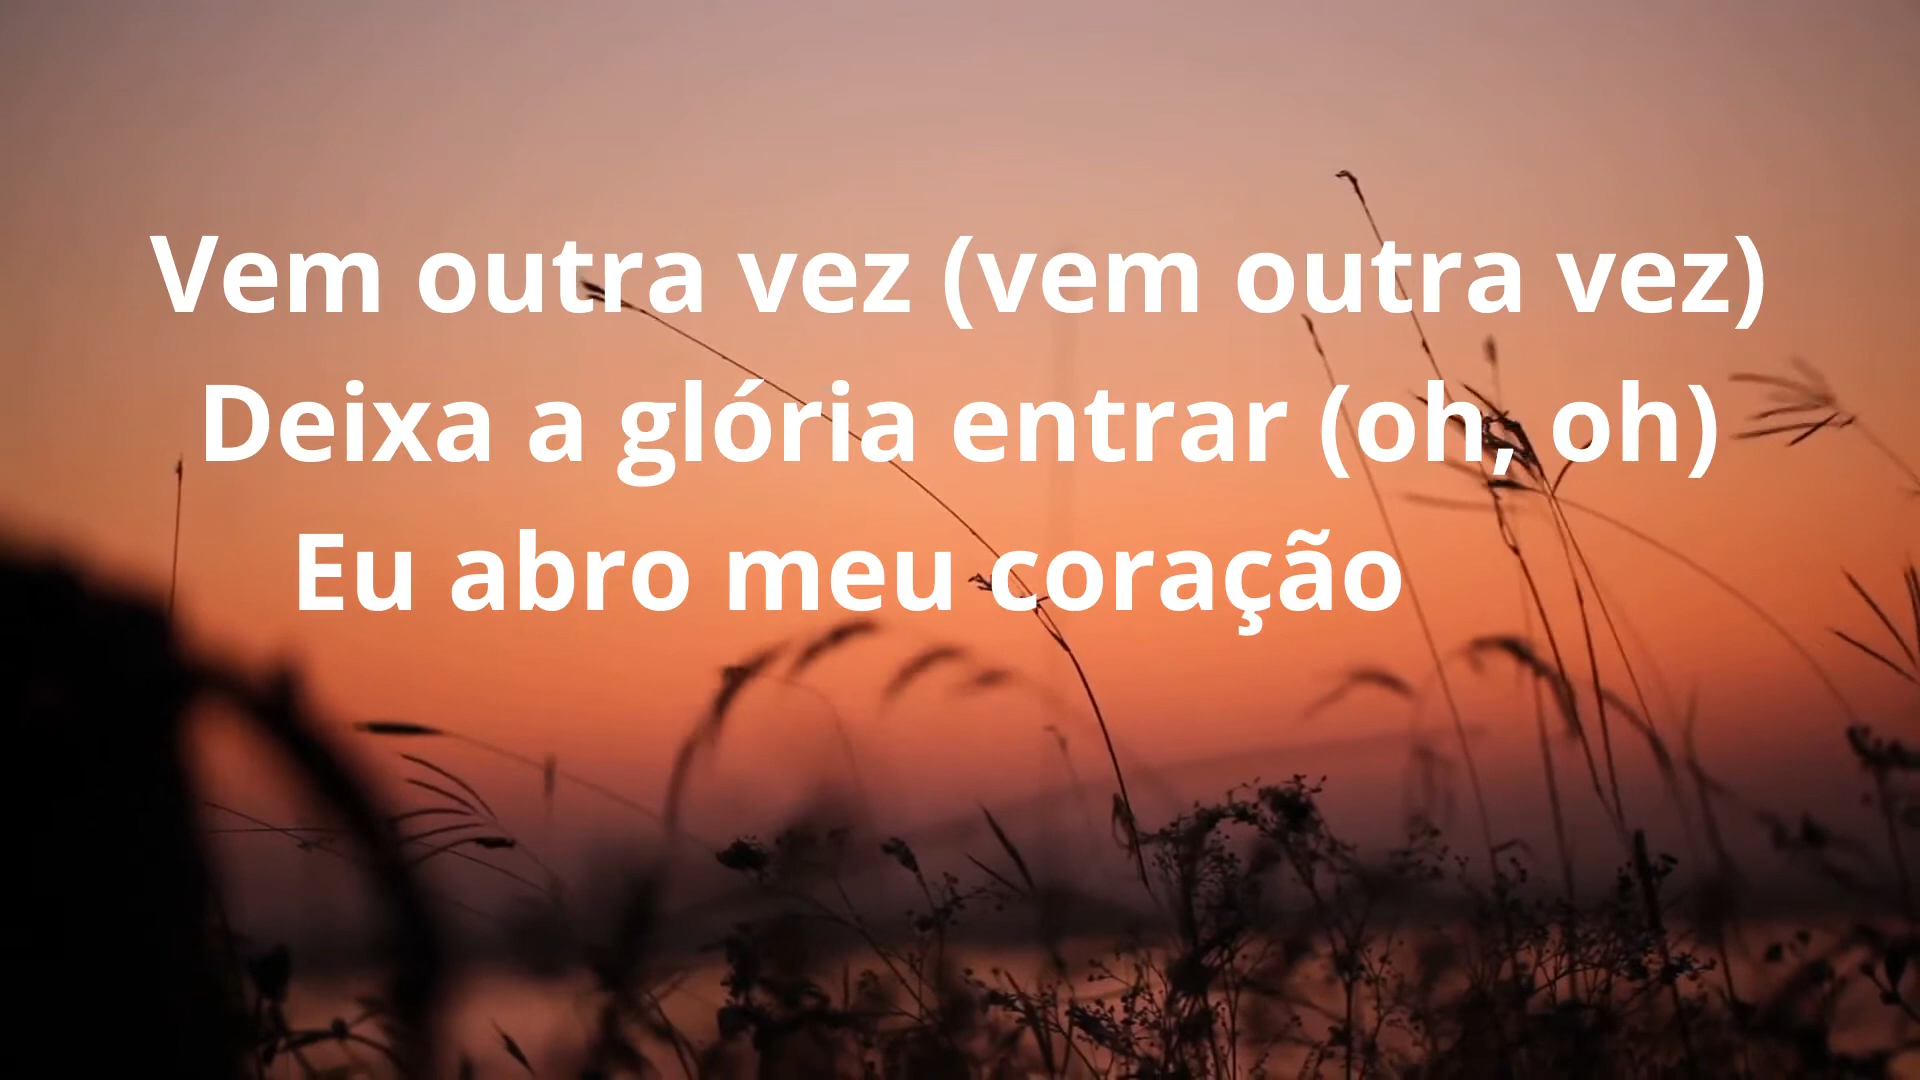 Vem outra vez (vem outra vez)
Deixa a glória entrar (oh, oh)
Eu abro meu coração